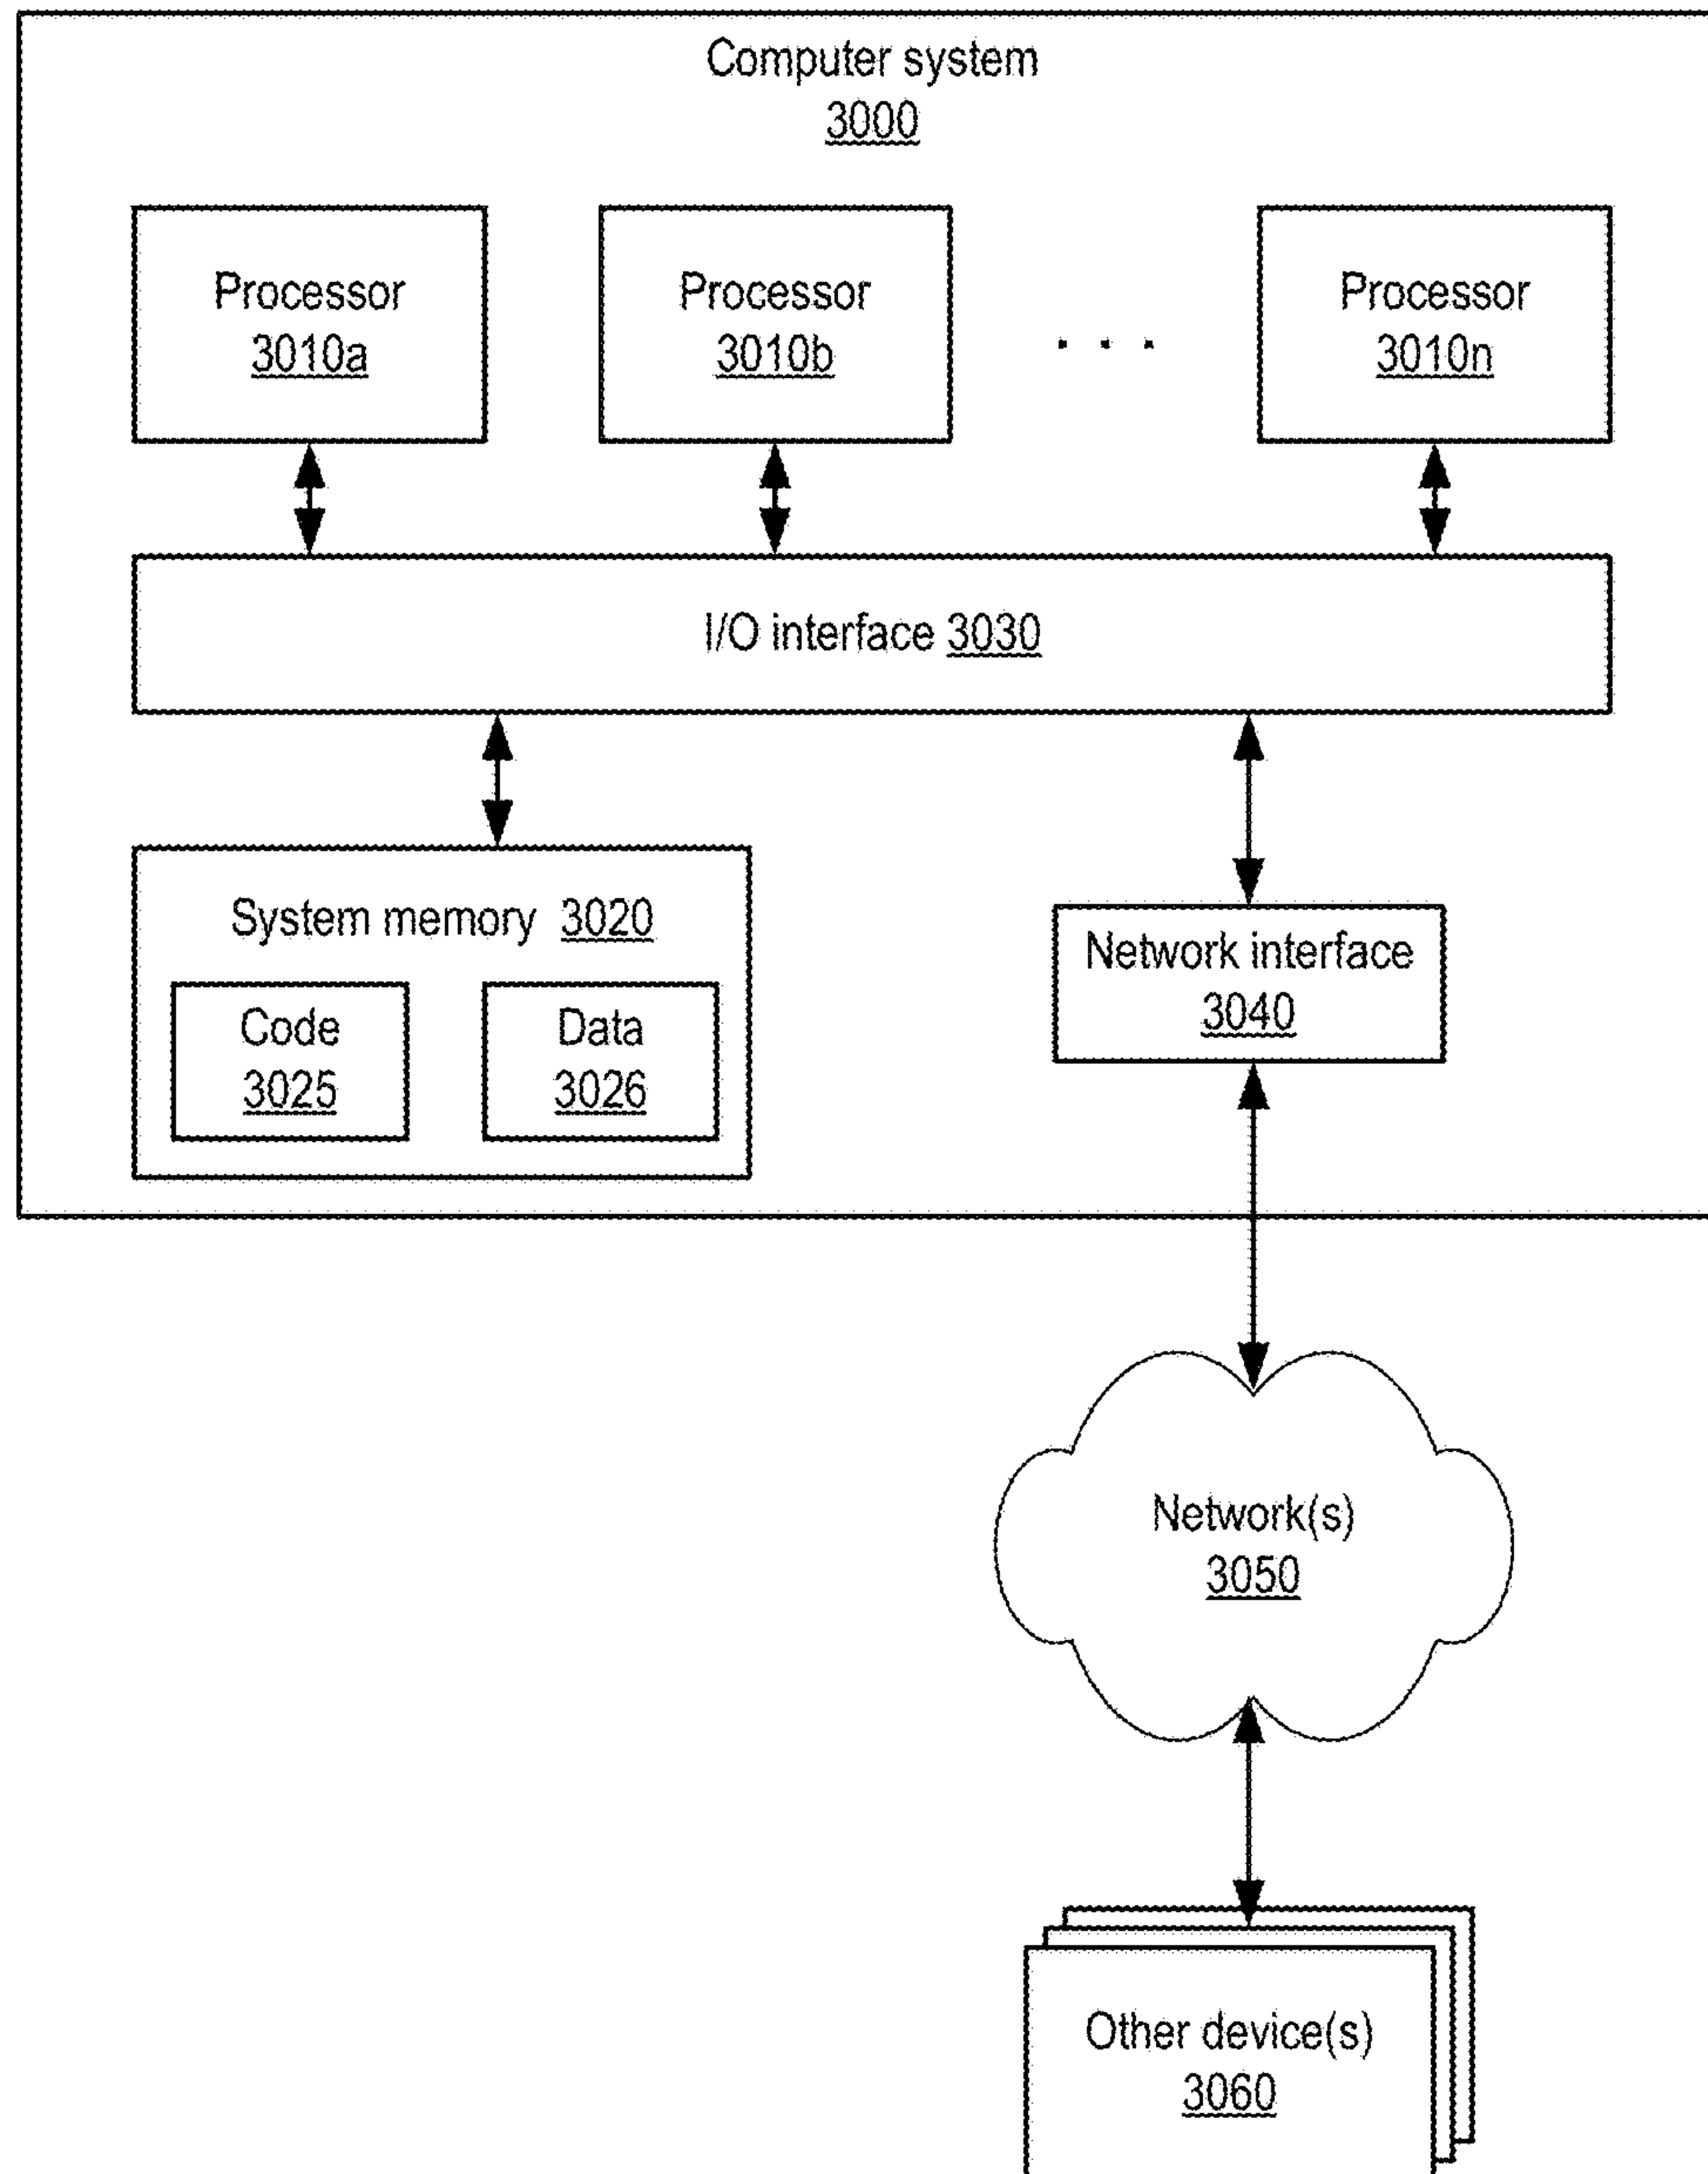 Computer system
3000
Processor
3010a
Processor
3010b
. . .
Processor
3010n
I/O interface 3030
System memory 3020
Code
3025
Data
3026
Network interface
3040
Network(s)
3050
Other device(s)
3060